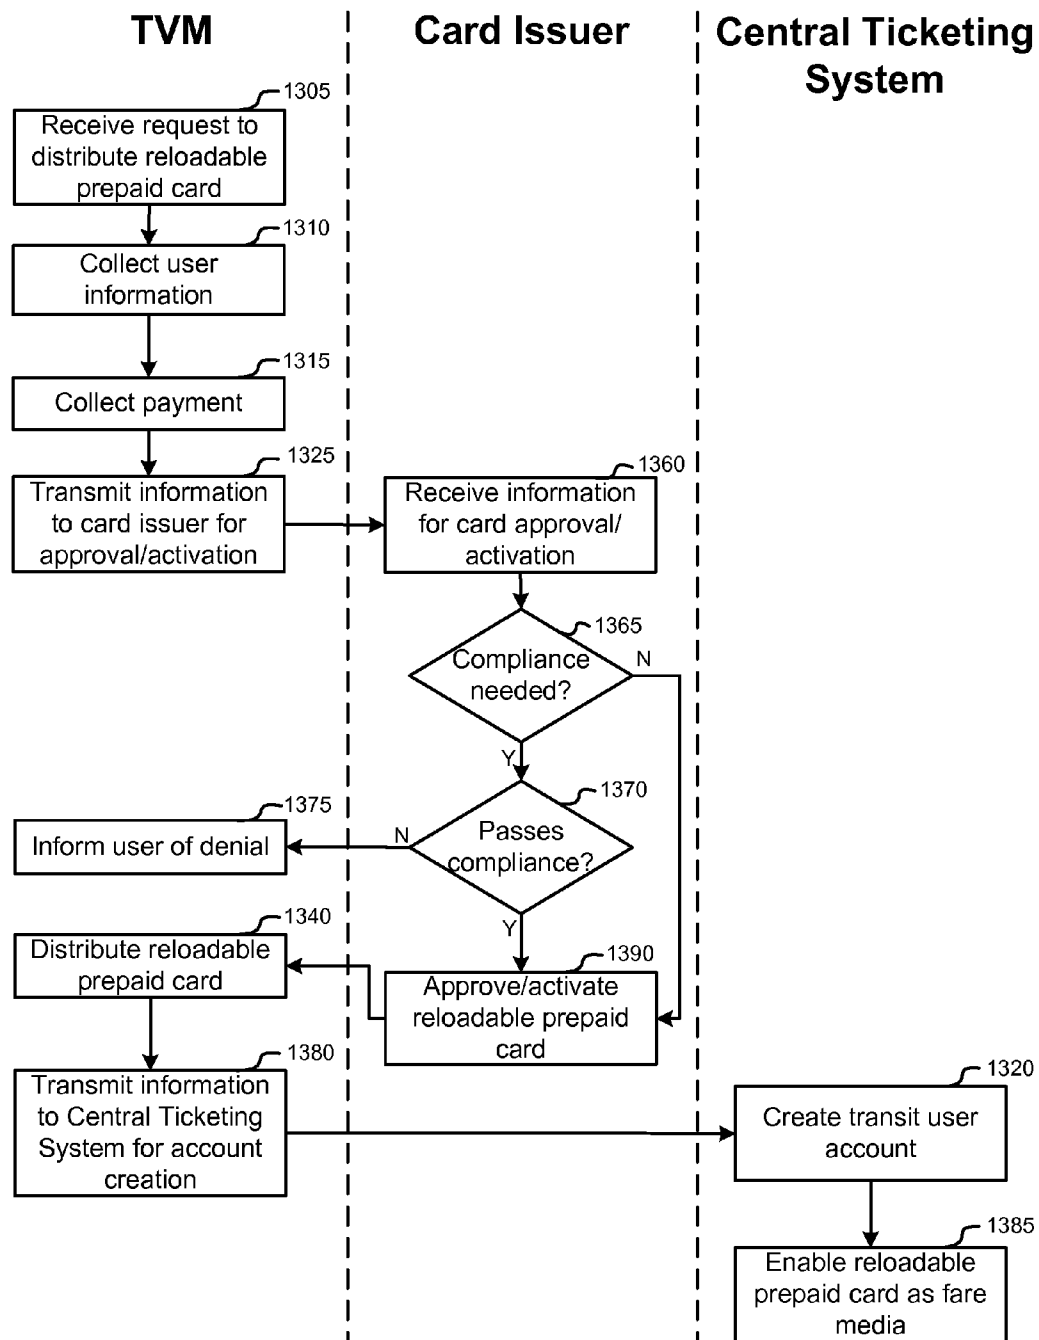 TVM
Card Issuer
Central Ticketing
System
1305
Receive request to
distribute reloadable
prepaid card
1310
Collect user
information
1315
Collect payment
1325
Transmit information
to card issuer for
approval/activation
1360
Receive information
for card approval/
activation
1365
Compliance
needed?
N
Y
1370
Passes
compliance?
N
Y
1375
Inform user of denial
1340
Distribute reloadable
prepaid card
1390
Approve/activate
reloadable prepaid
card
1380
Transmit information
to Central Ticketing
System for account
creation
1320
Create transit user
account
1385
Enable reloadable
prepaid card as fare
media